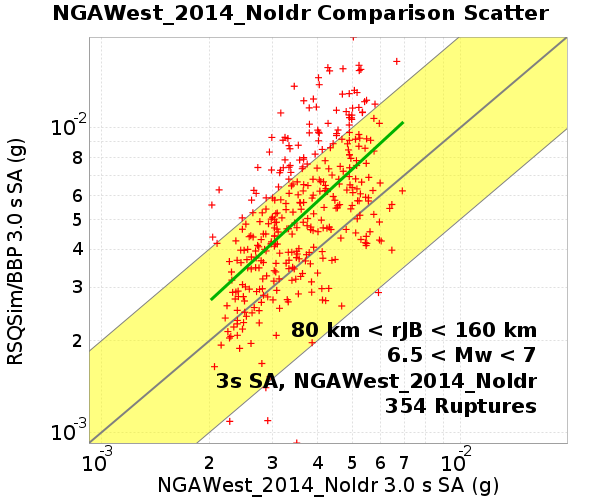 NGAWest_2014_NoIdr Comparison Scatter
RSQSim/BBP 3.0 s SA (g)
10-2
8
6
5
4
3
2
10-3
80 km < rJB < 160 km
6.5 < Mw < 7
3s SA, NGAWest_2014_NoIdr
354 Ruptures
10-3 2 3 4 5 6 7 10-2
NGAWest_2014_NoIdr 3.0 s SA (g)